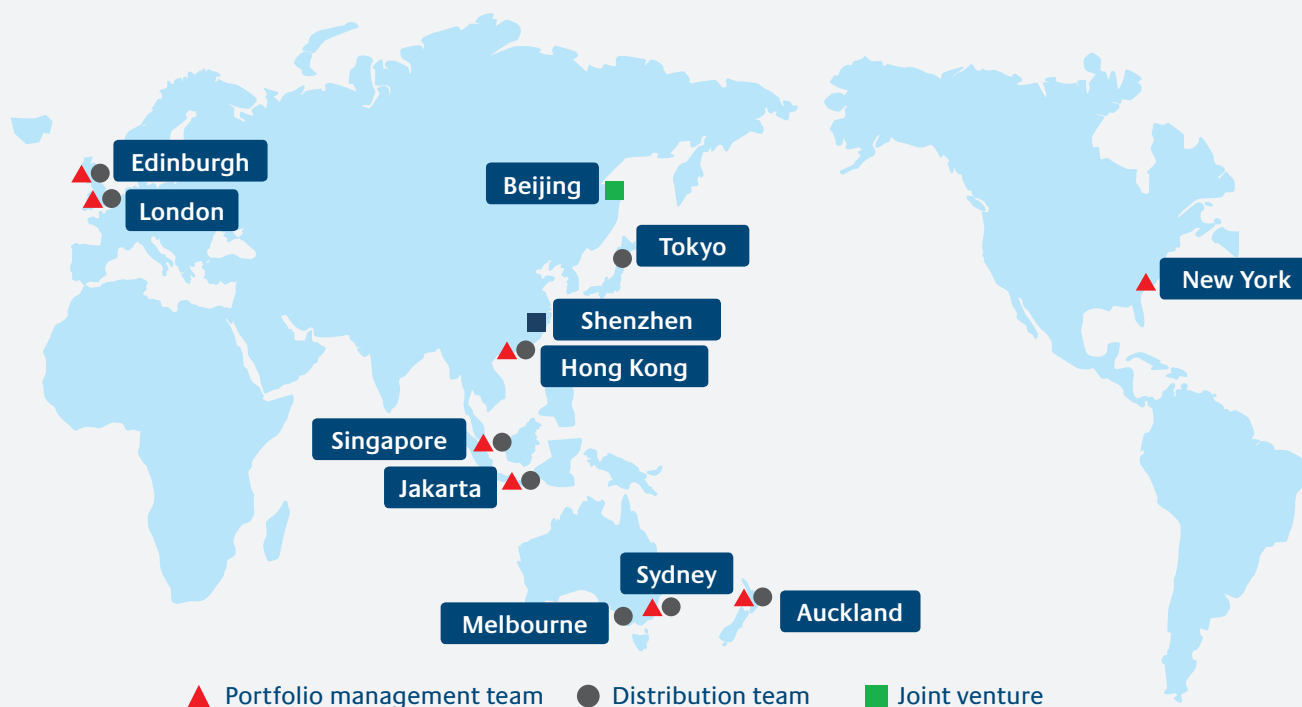 Edinburgh
London
Beijing
Tokyo
New York
Shenzhen
Hong Kong
Singapore
Jakarta
Sydney
Auckland
Melbourne
Portfolio management team Distribution team Joint venture